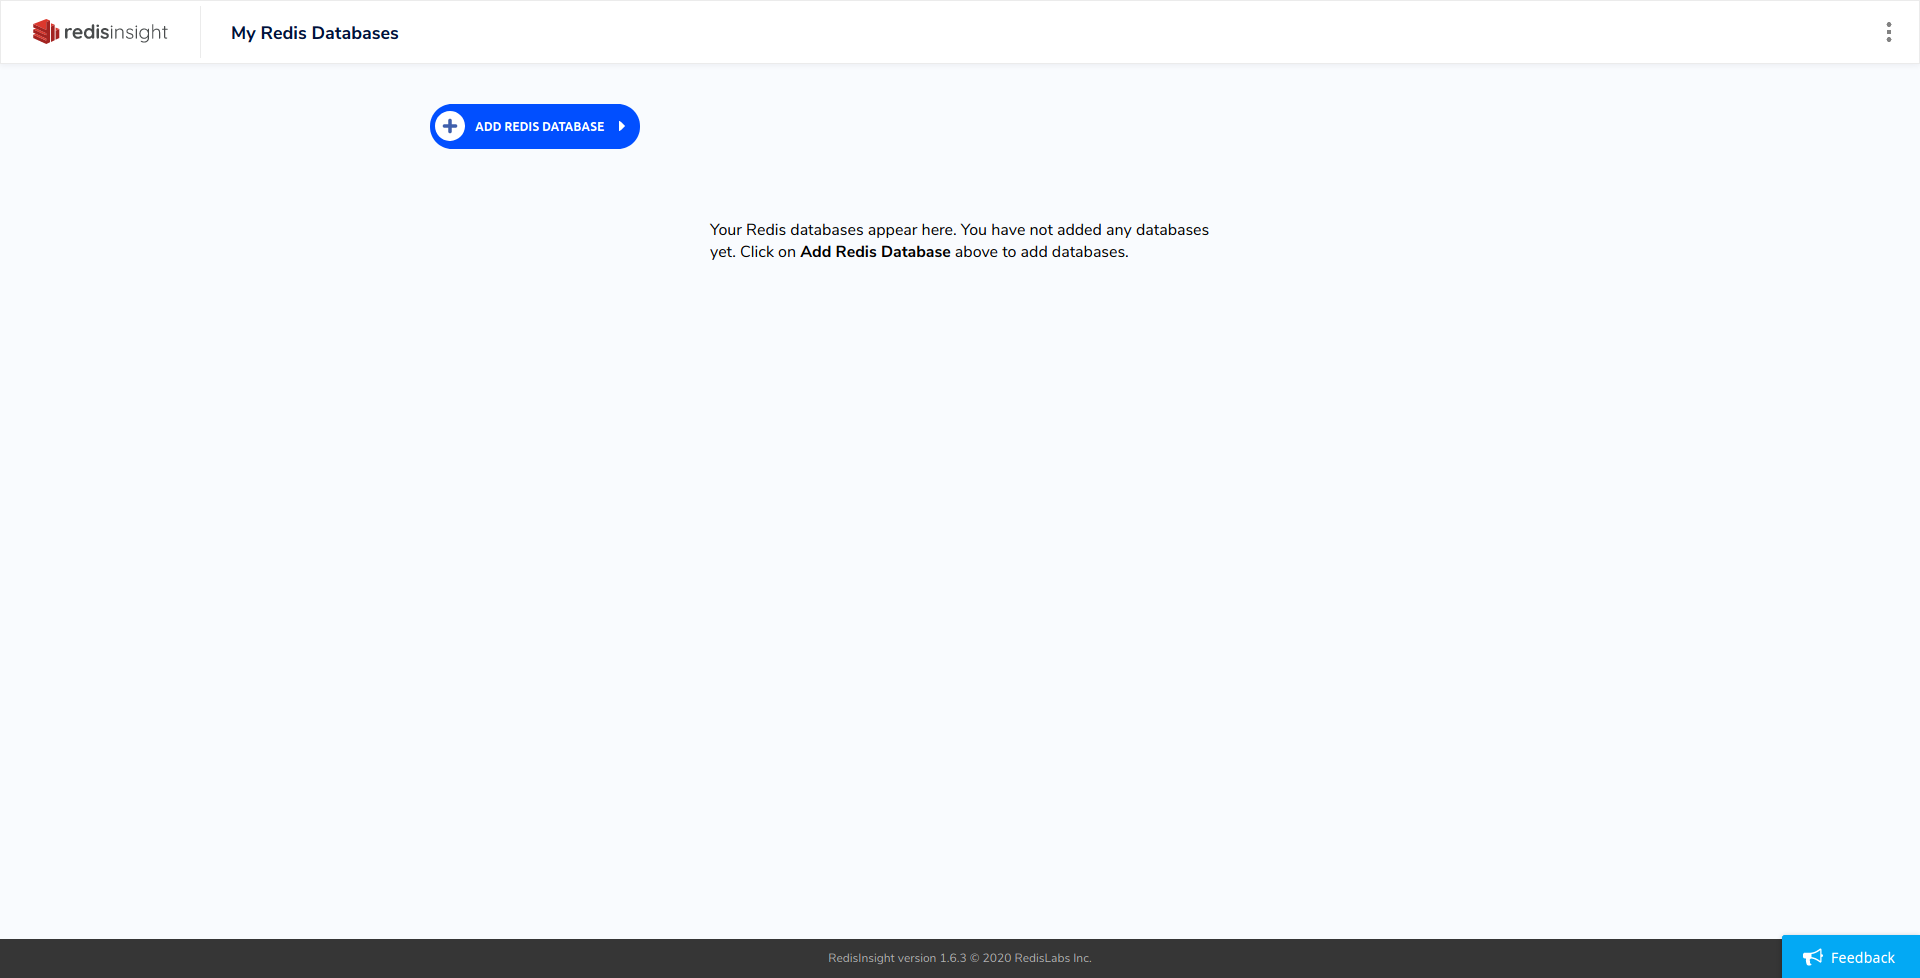 redisinsight
My Redis Databases
ADD REDIS DATABASE
Your Redis databases appear here. You have not added any databases
yet. Click on Add Redis Database above to add databases.
RedisInsight version 1.6.3 © 2020 RedisLabs Inc.
Feedback